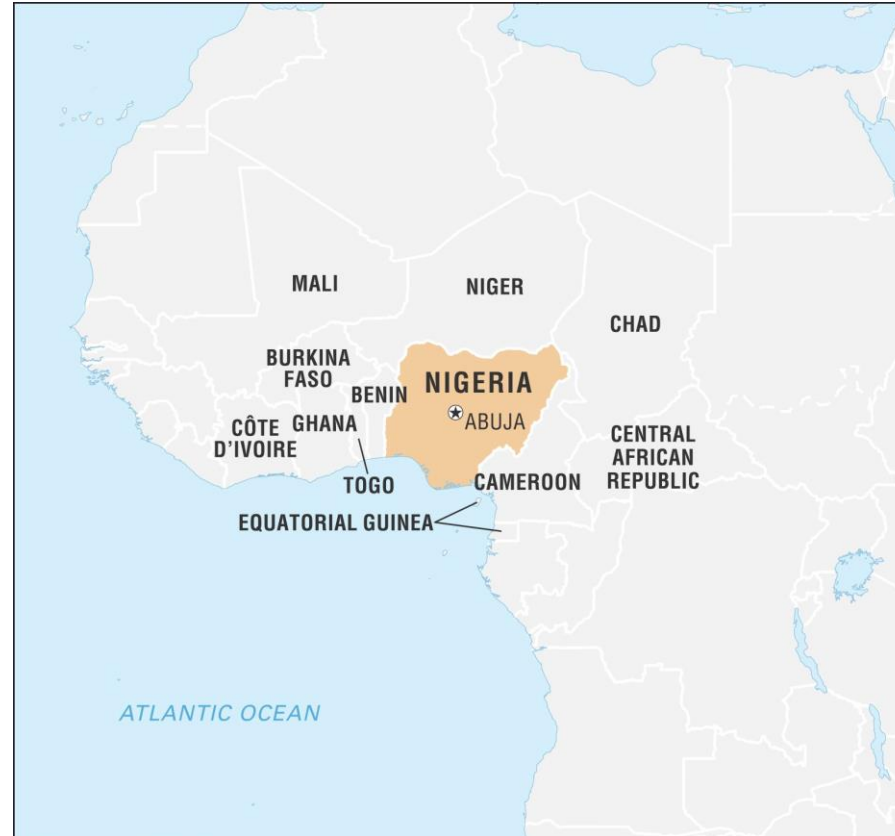 MALI
NIGER
CHAD
BURKINA
FASO
BENIN
NIGERIA
ABUJA
CÔTE
D'IVOIRE
GHANA
TOGO
CAMEROON
CENTRAL
AFRICAN
REPUBLIC
EQUATORIAL GUINEA
ATLANTIC OCEAN